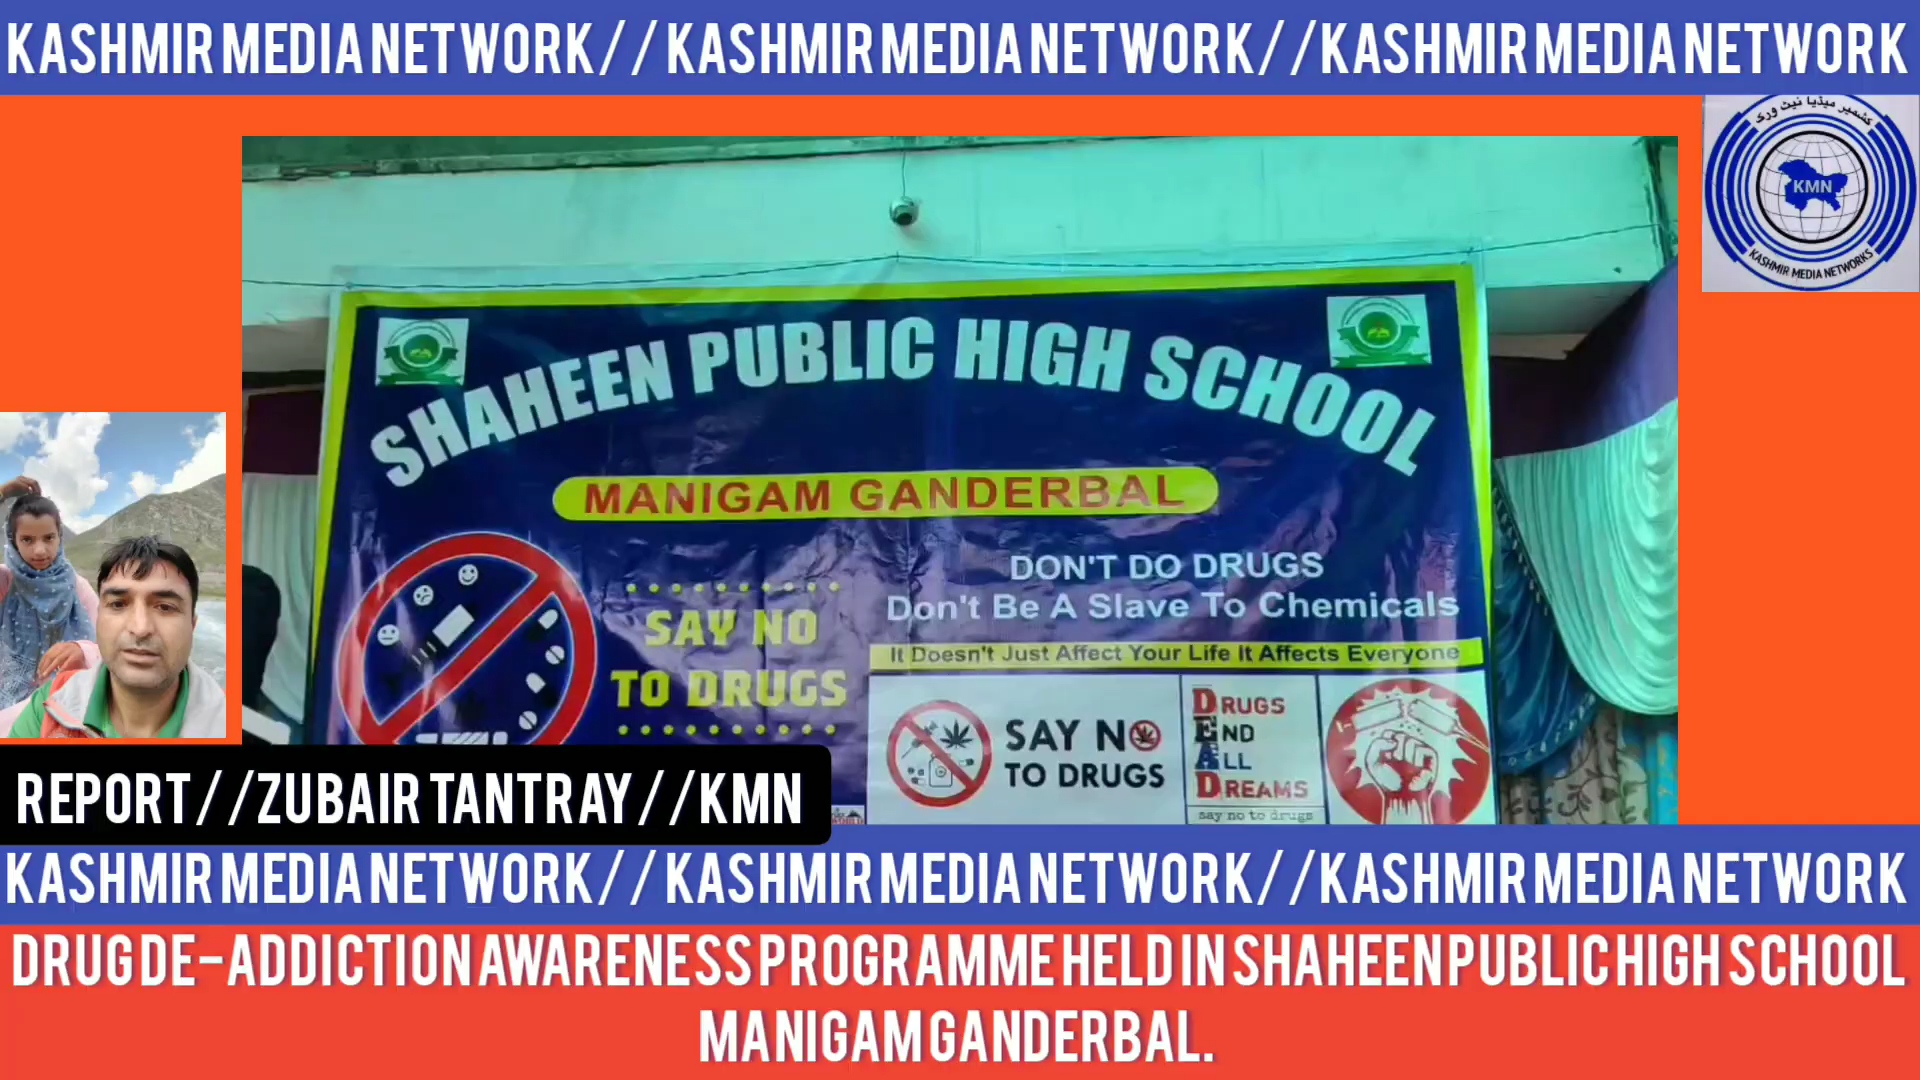 KASHMIR MEDIA NETWORK// KASHMIR MEDIA NETWORK//KASHMIR MEDIA NETWORK
کشمیر میڈیا نیٹ ورک
KMN
KASHMIR MEDIA NETWORKS
SHAHEEN PUBLIC HIGH SCHOOL
MANIGAM GANDERBAL
DON'T DO DRUGS
Don't Be A Slave To Chemicals
SAY NO
TO DRUGS
It Doesn't Just Affect Your Life It Affects Everyone
SAY NO
TO DRUGS
DRUGS
END
ALL
DREAMS
say no to drugs
REPORT//ZUBAIR TANTRAY//KMN
KASHMIR MEDIA NETWORK// KASHMIR MEDIA NETWORK//KASHMIR MEDIA NETWORK
DRUG DE-ADDICTION AWARENESS PROGRAMME HELD IN SHAHEEN PUBLIC HIGH SCHOOL
MANIGAM GANDERBAL.